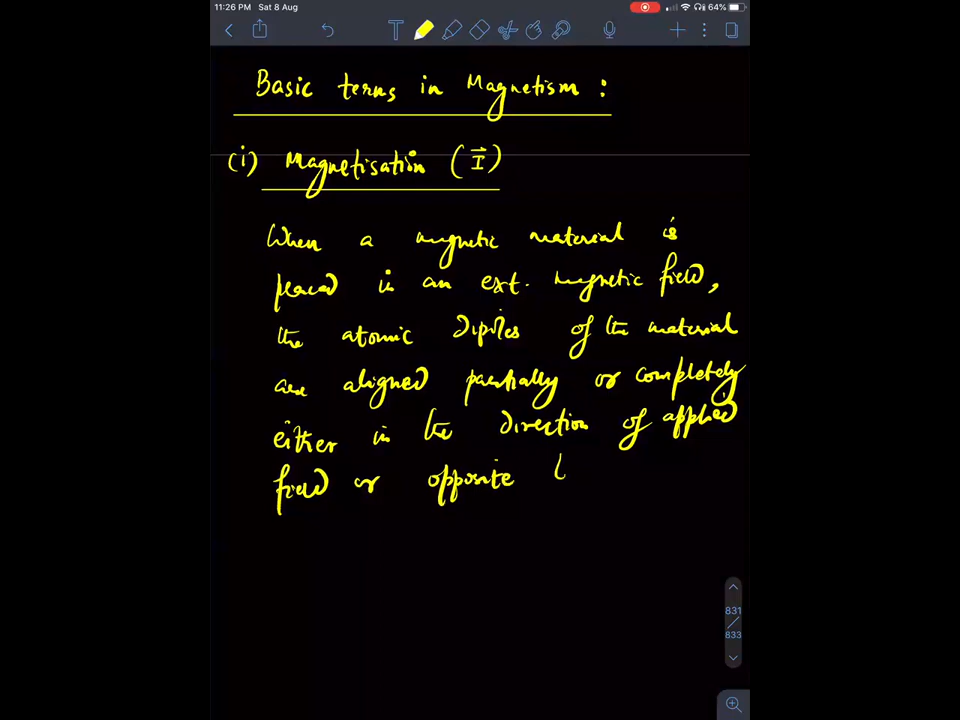 11:26 PM Sat 8 Aug 64%
Basic terms in Magnetism :
(i) Magnetisation (I⃗)
When a magnetic material is
placed in an ext. magnetic field,
the atomic dipoles of the material
are aligned partially or completely
either in the direction of applied
field or opposite
831
/
833